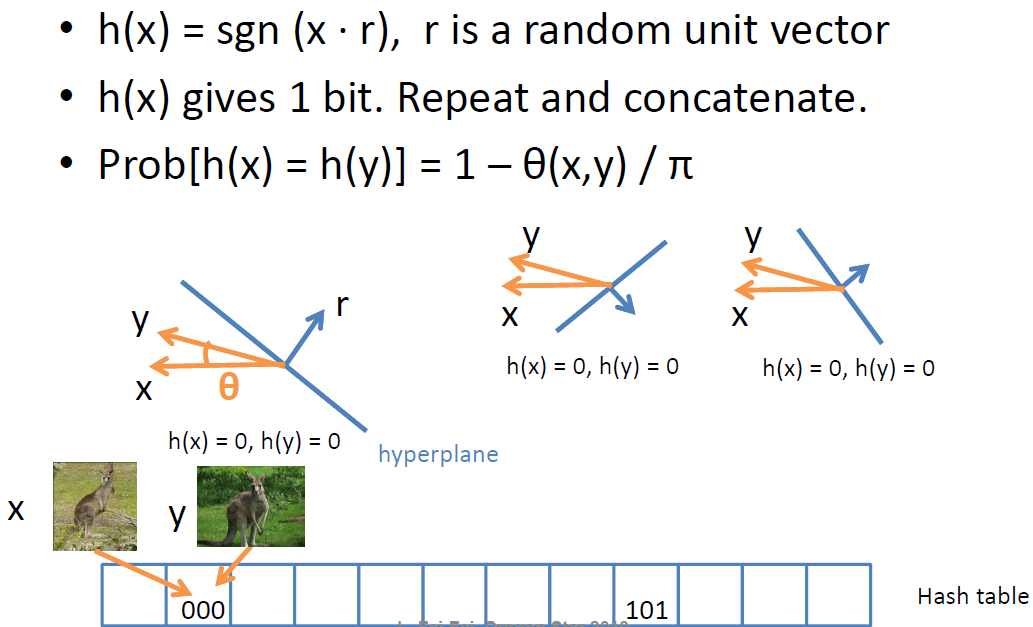 • h(x) = sgn (x · r), r is a random unit vector
• h(x) gives 1 bit. Repeat and concatenate.
• Prob[h(x) = h(y)] = 1 – θ(x,y) / π
y
x
θ
r
h(x) = 0, h(y) = 0
hyperplane
y
x
h(x) = 0, h(y) = 0
y
x
h(x) = 0, h(y) = 0
x
y
000
101
Hash table